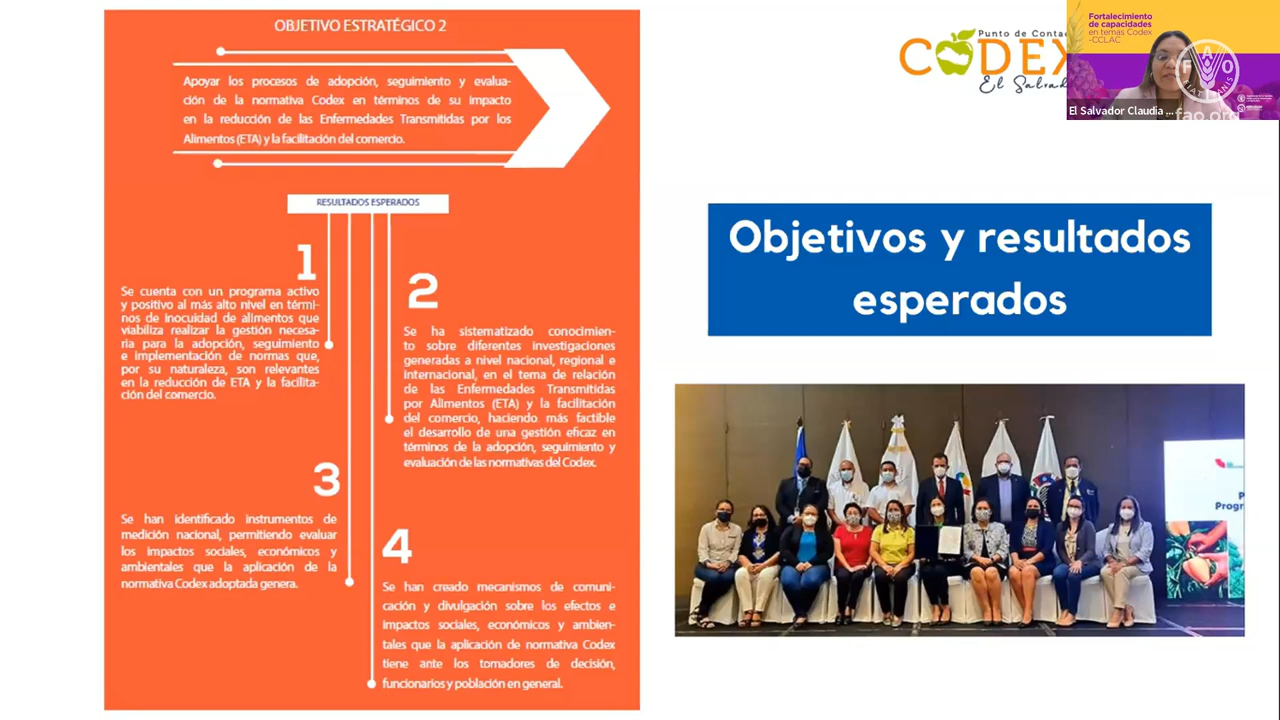 OBJETIVO ESTRATÉGICO 2
Apoyar los procesos de adopción, seguimiento y evalua-
ción de la normativa Codex en términos de su impacto
en la reducción de las Enfermedades Transmitidas por los
Alimentos (ETA) y la facilitación del comercio.
RESULTADOS ESPERADOS
1
Se cuenta con un programa activo
y positivo al más alto nivel en térmi-
nos de inocuidad de alimentos que
viabiliza realizar la gestión necesa-
ria para la adopción, seguimiento
e implementación de normas que,
por su naturaleza, son relevantes
en la reducción de ETA y la facilita-
ción del comercio.
2
Se ha sistematizado conocimien-
to sobre diferentes investigaciones
generadas a nivel nacional, regional e
internacional, en el tema de relación
de las Enfermedades Transmitidas
por Alimentos (ETA) y la facilitación
del comercio, haciendo más factible
el desarrollo de una gestión eficaz en
términos de la adopción, seguimiento y
evaluación de las normativas del Codex.
3
Se han identificado instrumentos de
medición nacional, permitiendo evaluar
los impactos sociales, económicos y
ambientales que la aplicación de la
normativa Codex adoptada genera.
4
Se han creado mecanismos de comuni-
cación y divulgación sobre los efectos e
impactos sociales, económicos y ambien-
tales que la aplicación de normativa Codex
tiene ante los tomadores de decisión,
funcionarios y población en general.
Punto de Conta
CODEX
El Salvad
Fortalecimiento
de capacidades
en temas Codex
-CCLAC
FAO
FIAT PANIS
El Salvador Claudia ...
fao.org
Objetivos y resultados
esperados
P
Progr